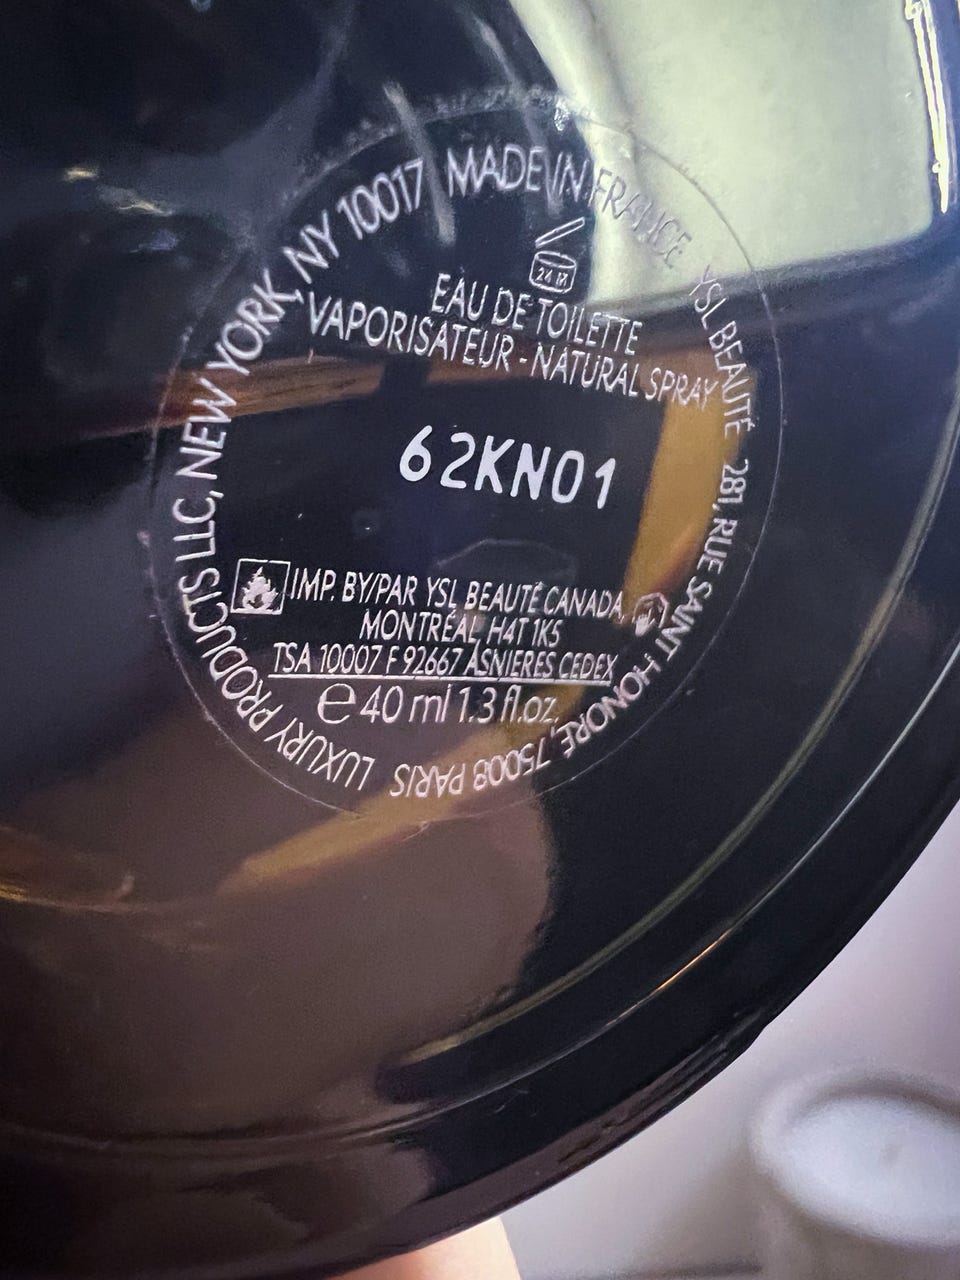 YSL BEAUTÉ 281, RUE SAINT HONORE, 75008 PARIS LUXURY PRODUCTS LLC, NEW YORK, NY 10017 MADE IN FRANCE
24 M
EAU DE TOILETTE
VAPORISATEUR - NATURAL SPRAY
62KN01
IMP. BY/PAR YSL BEAUTÉ CANADA,
MONTRÉAL H4T 1K5
TSA 10007 F 92667 ASNIERES CEDEX
e 40 ml 1.3 fl.oz.